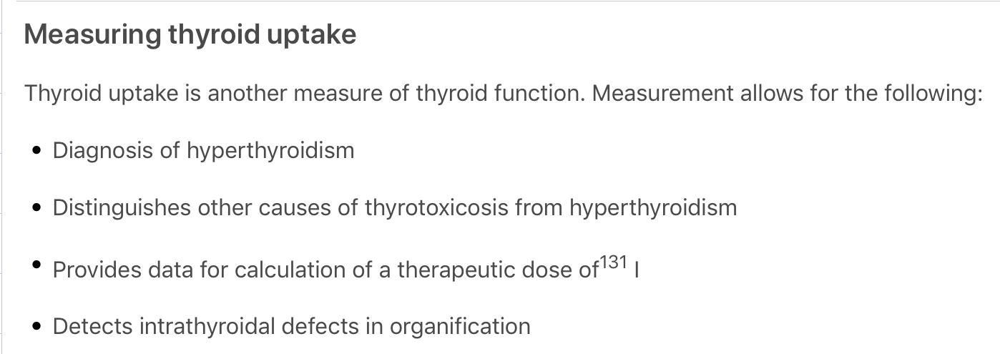 Measuring thyroid uptake
Thyroid uptake is another measure of thyroid function. Measurement allows for the following:
• Diagnosis of hyperthyroidism
• Distinguishes other causes of thyrotoxicosis from hyperthyroidism
• Provides data for calculation of a therapeutic dose of¹³¹ I
• Detects intrathyroidal defects in organification